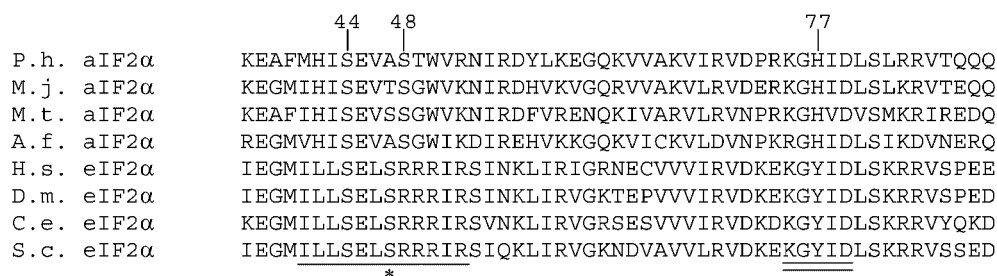 44 48 77
P.h. aIF2α KEAFMHISEVASTWVRNIRDYLKEGQKVVAKVIRVDPRKGHIDLSLRRVTQQQ
M.j. aIF2α KEGMIHISEVTSGWVKNIRDHVKVGQRVVAKVLRVDERKGHIDLSLKRVTEQQ
M.t. aIF2α KEAFIHISEVSSGWVKNIRDFVRENQKIVARVLRVNPRKGHVDVSMKRIREDQ
A.f. aIF2α REGMVHISEVASGWIKDIREHVKKGQKVICKVLDVNPKRGHIDLSIKDVNERQ
H.s. eIF2α IEGMILLSELSRRRIRSINKLIRIGRNECVVVIRVDKEKGYIDLSKRRVSPEE
D.m. eIF2α IEGMILLSELSRRRIRSINKLIRVGKTEPVVVIRVDKEKGYIDLSKRRVSPED
C.e. eIF2α KEGMILLSELSRRRIRSVNKLIRVGRSESVVVIRVDKDKGYIDLSKRRVYQKD
S.c. eIF2α IEGMILLSELSRRRIRSIQKLIRVGKNDVAVVLRVDKEKGYIDLSKRRVSSED
*